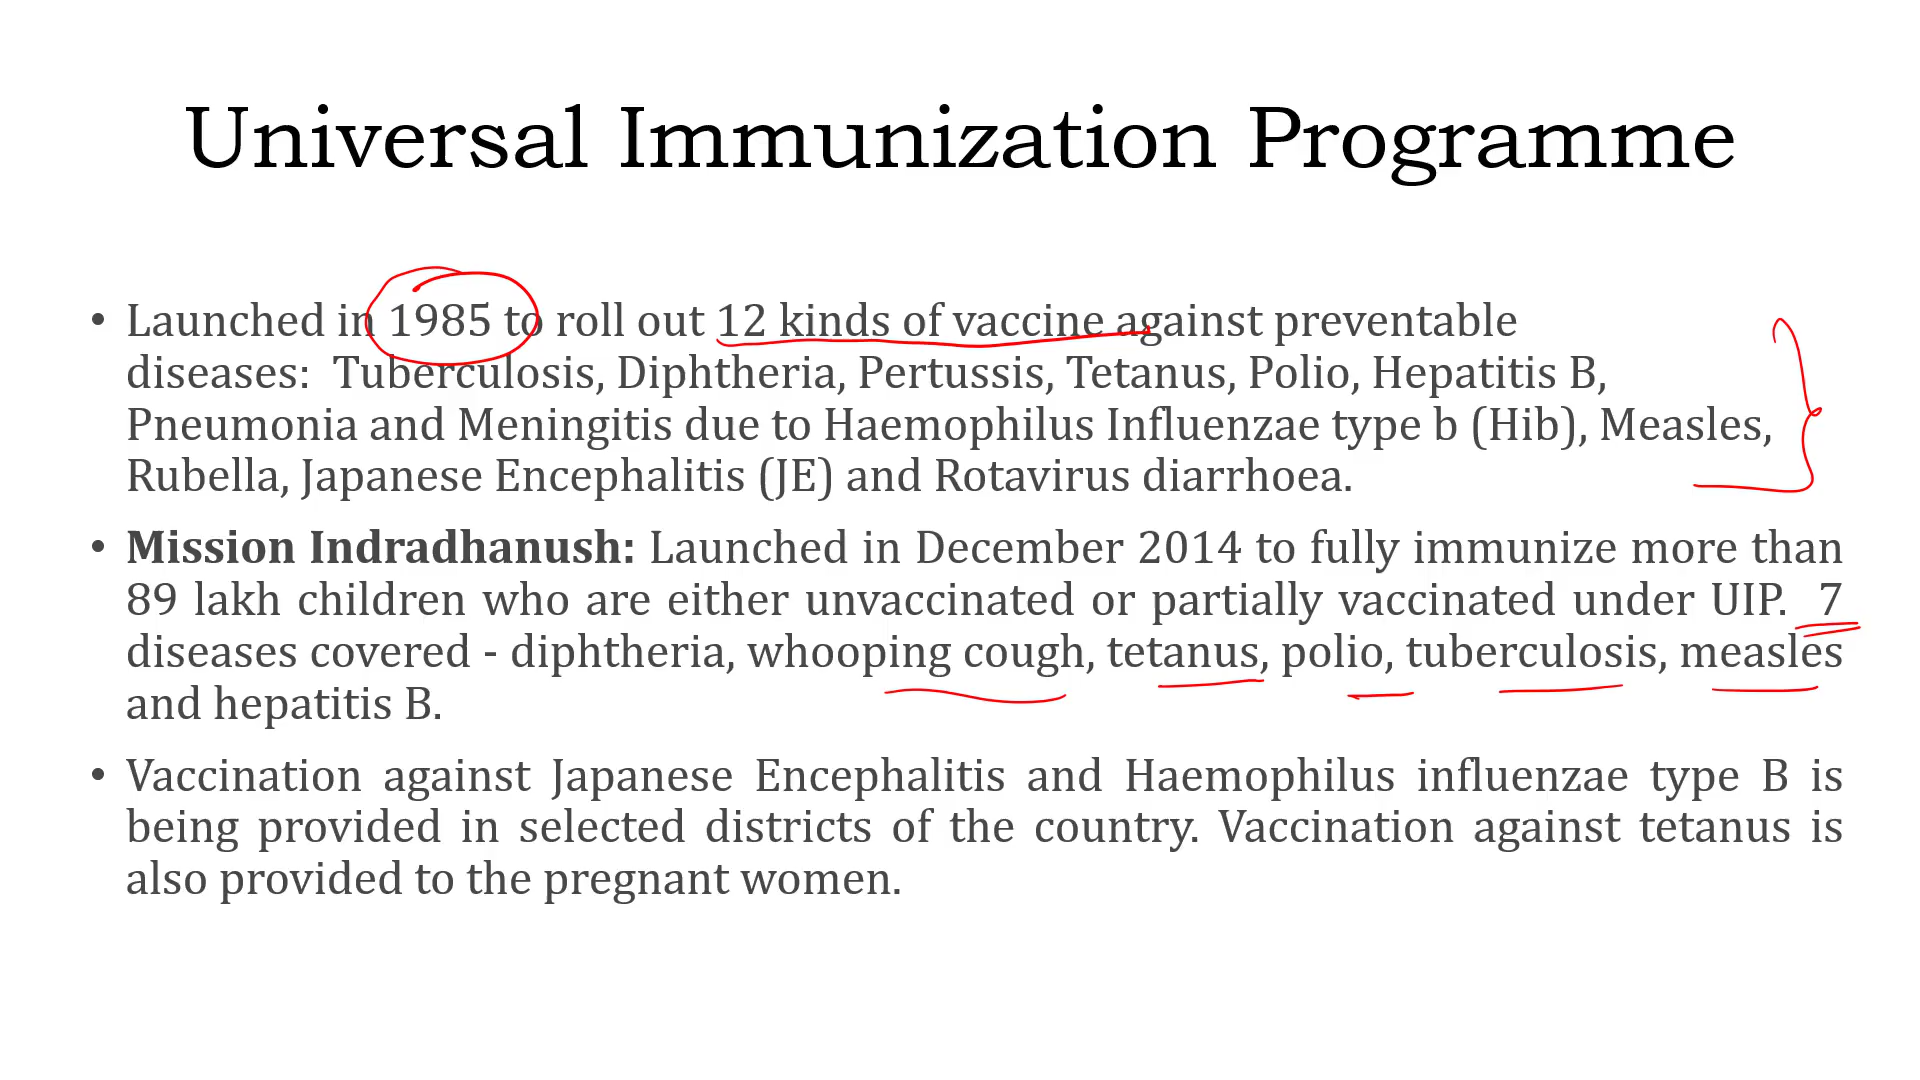 Universal Immunization Programme
• Launched in 1985 to roll out 12 kinds of vaccine against preventable
diseases:  Tuberculosis, Diphtheria, Pertussis, Tetanus, Polio, Hepatitis B,
Pneumonia and Meningitis due to Haemophilus Influenzae type b (Hib), Measles,
Rubella, Japanese Encephalitis (JE) and Rotavirus diarrhoea.
• Mission Indradhanush: Launched in December 2014 to fully immunize more than
89 lakh children who are either unvaccinated or partially vaccinated under UIP.  7
diseases covered - diphtheria, whooping cough, tetanus, polio, tuberculosis, measles
and hepatitis B.
• Vaccination against Japanese Encephalitis and Haemophilus influenzae type B is
being provided in selected districts of the country. Vaccination against tetanus is
also provided to the pregnant women.